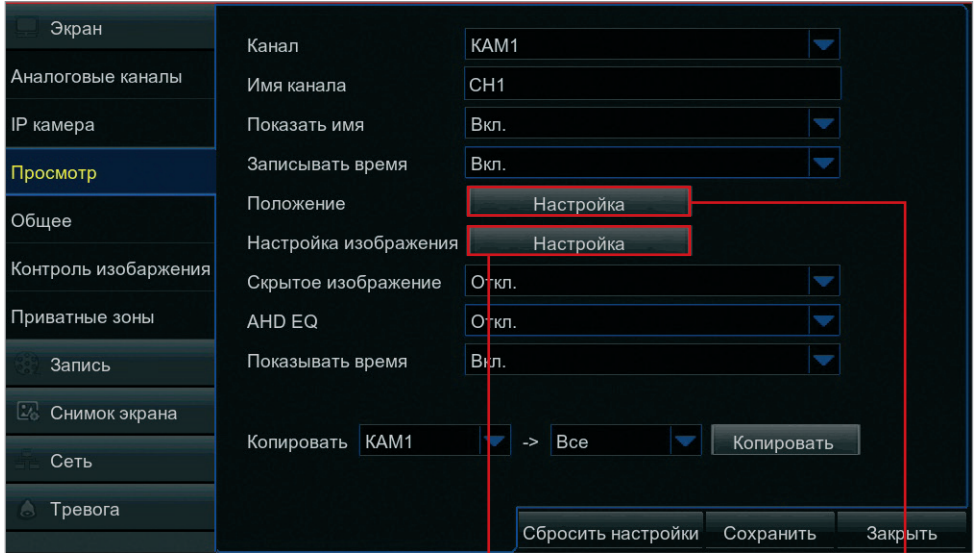 Экран
Аналоговые каналы
IP камера
Просмотр
Общее
Контроль изобаржения
Приватные зоны
Запись
Снимок экрана
Сеть
Тревога
Канал КАМ1
Имя канала CH1
Показать имя Вкл.
Записывать время Вкл.
Положение Настройка
Настройка изображения Настройка
Скрытое изображение Откл.
AHD EQ Откл.
Показывать время Вкл.
Копировать КАМ1 -> Все Копировать
Сбросить настройки Сохранить Закрыть